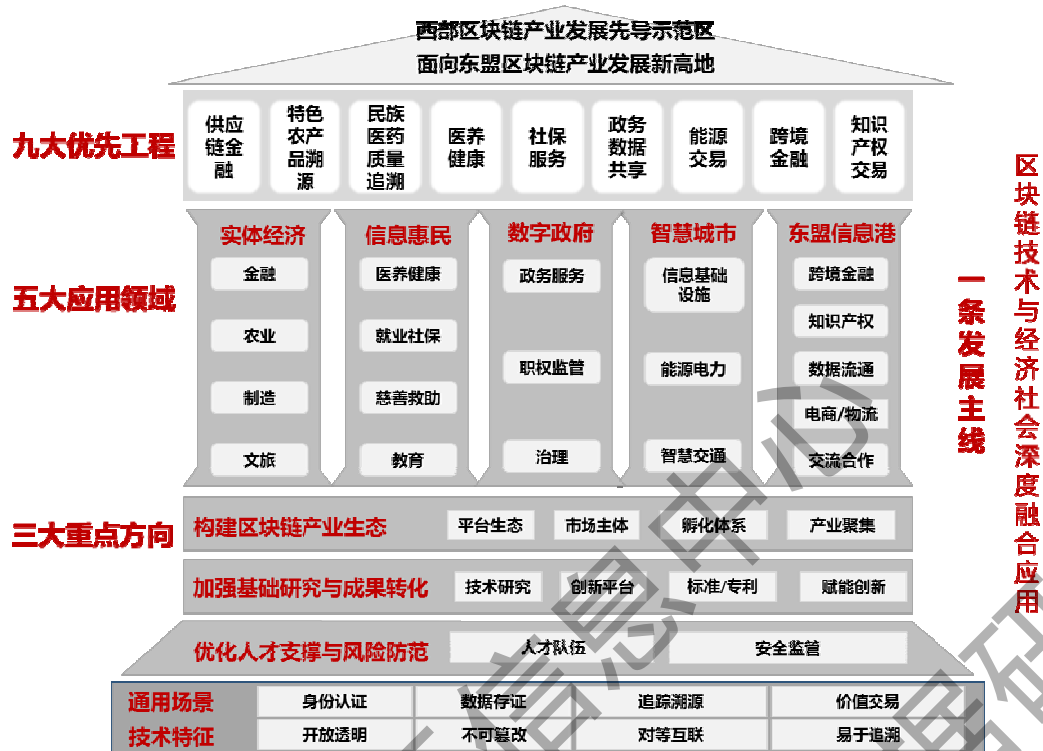 西部区块链产业发展先导示范区
面向东盟区块链产业发展新高地
九大优先工程
供应
链金
融
特色
农产
品溯
源
民族
医药
质量
追溯
医养
健康
社保
服务
政务
数据
共享
能源
交易
跨境
金融
知识
产权
交易
五大应用领域
实体经济
金融
农业
制造
文旅
信息惠民
医养健康
就业社保
慈善救助
教育
数字政府
政务服务
职权监管
治理
智慧城市
信息基础
设施
能源电力
智慧交通
东盟信息港
跨境金融
知识产权
数据流通
电商/物流
交流合作
一条发展主线
区块链技术与经济社会深度融合应用
三大重点方向
构建区块链产业生态
平台生态
市场主体
孵化体系
产业聚集
加强基础研究与成果转化
技术研究
创新平台
标准/专利
赋能创新
优化人才支撑与风险防范
人才队伍
安全监管
通用场景
身份认证
数据存证
追踪溯源
价值交易
技术特征
开放透明
不可篡改
对等互联
易于追溯
信息中心